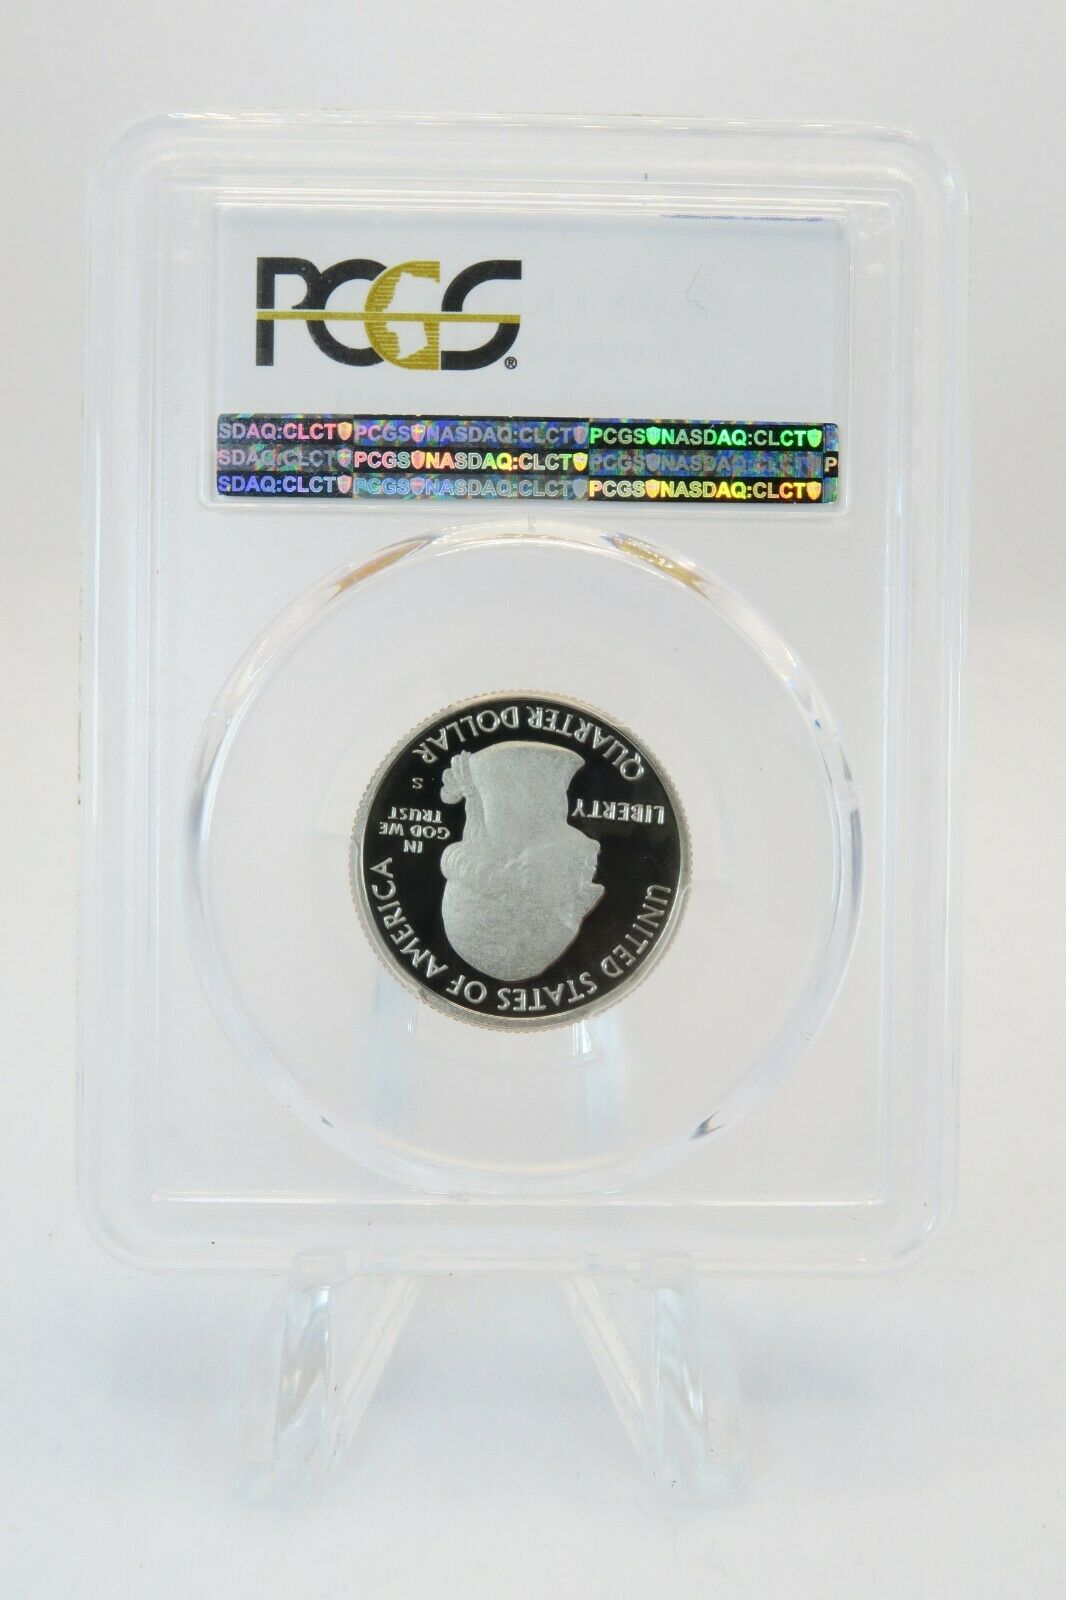 PCGS®
SDAQ:CLCT PCGS NASDAQ:CLCT PCGS NASDAQ:CLCT
SDAQ:CLCT PCGS NASDAQ:CLCT PCGS NASDAQ:CLCT P
SDAQ:CLCT PCGS NASDAQ:CLCT PCGS NASDAQ:CLCT
UNITED STATES OF AMERICA
LIBERTY
IN
GOD WE
TRUST
S
QUARTER DOLLAR